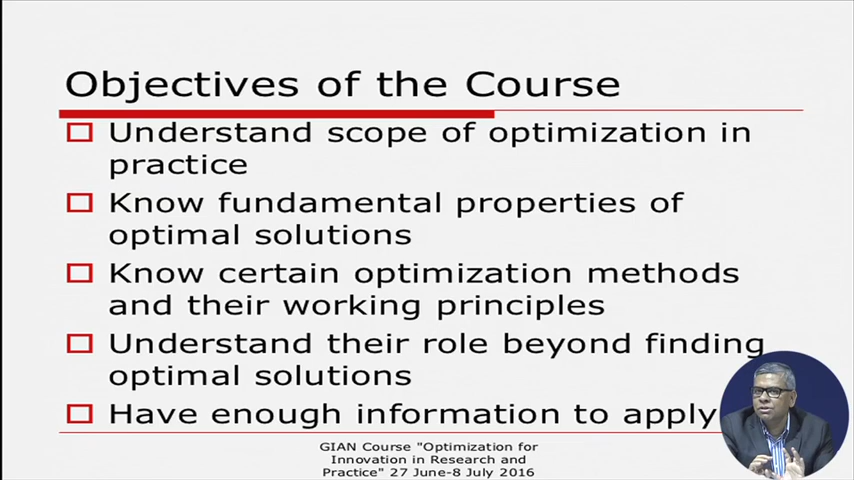 Objectives of the Course
Understand scope of optimization in
practice
Know fundamental properties of
optimal solutions
Know certain optimization methods
and their working principles
Understand their role beyond finding
optimal solutions
Have enough information to apply
GIAN Course "Optimization for
Innovation in Research and
Practice" 27 June-8 July 2016